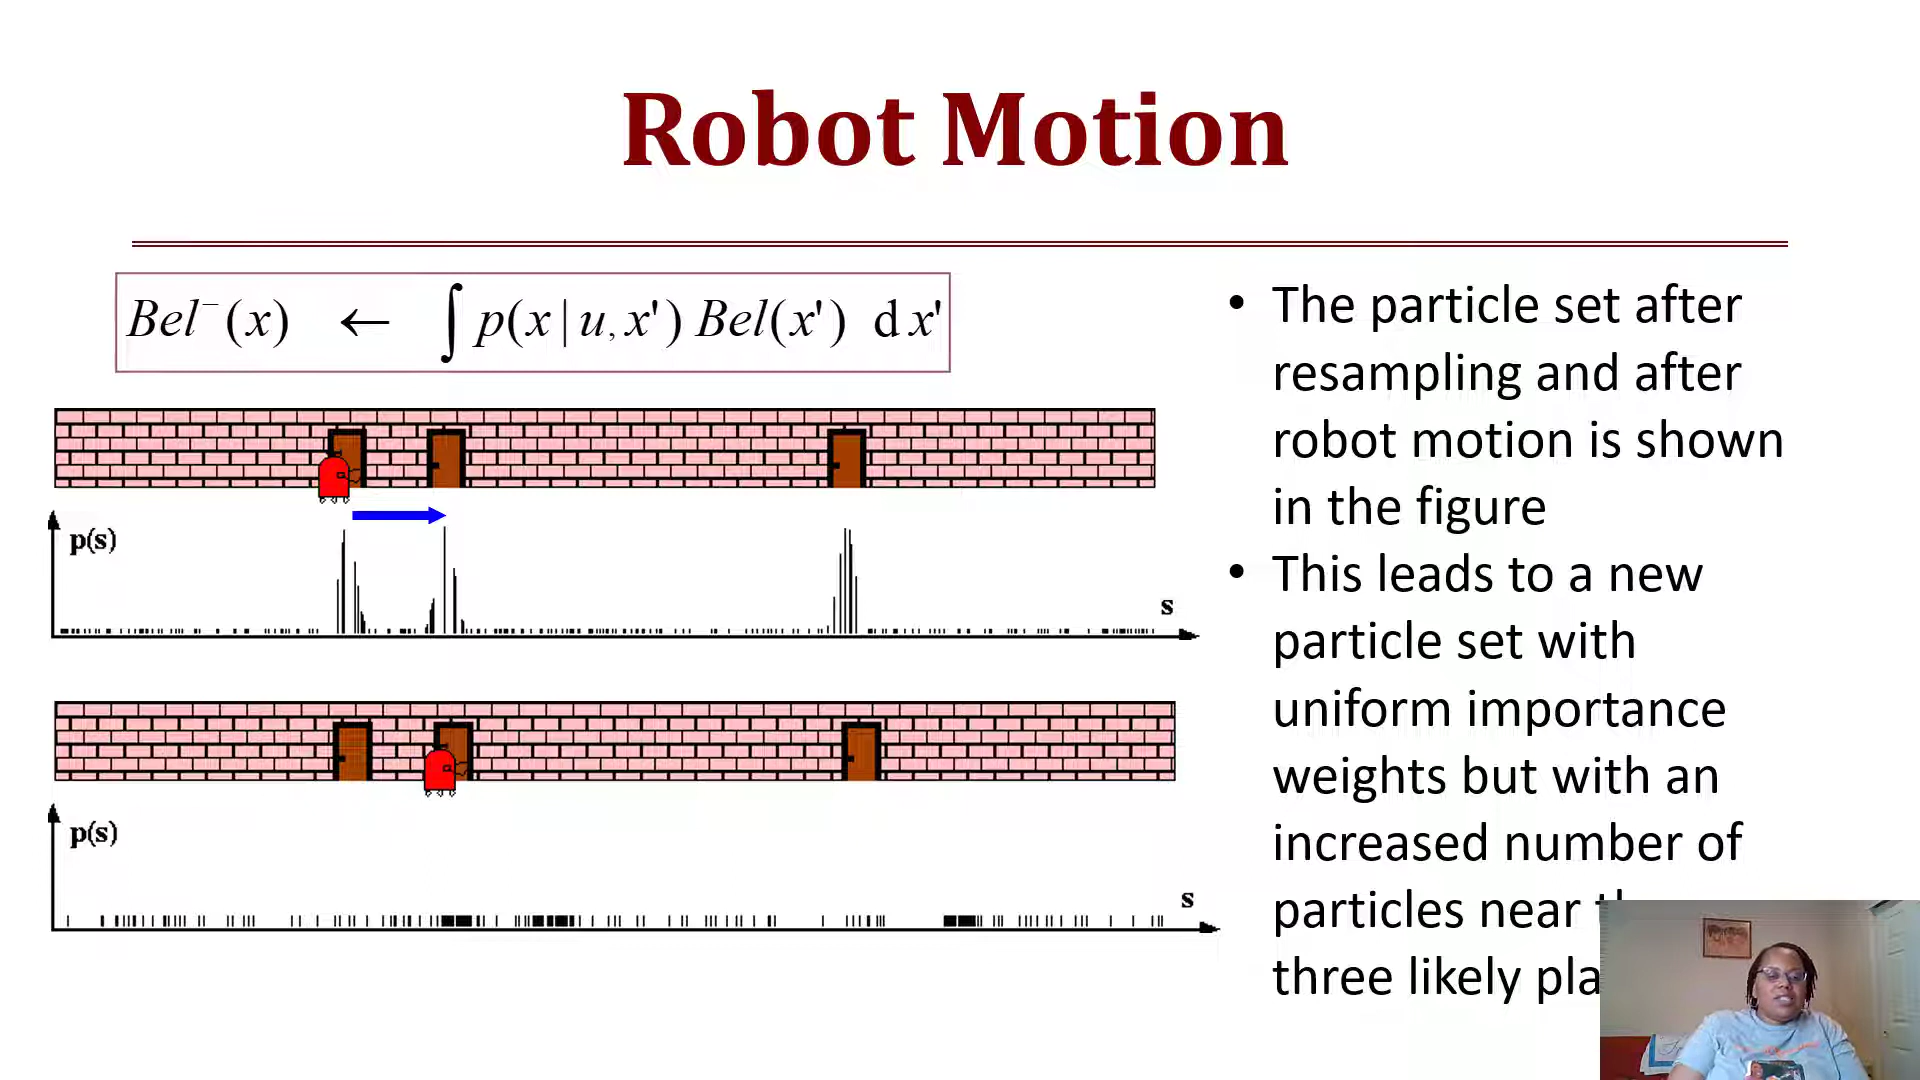 Robot Motion
Bel⁻(x) ← ∫ p(x | u, x') Bel(x') dx'
• The particle set after
resampling and after
robot motion is shown
in the figure
• This leads to a new
particle set with
uniform importance
weights but with an
increased number of
particles near
three likely
p(s)
s
p(s)
s